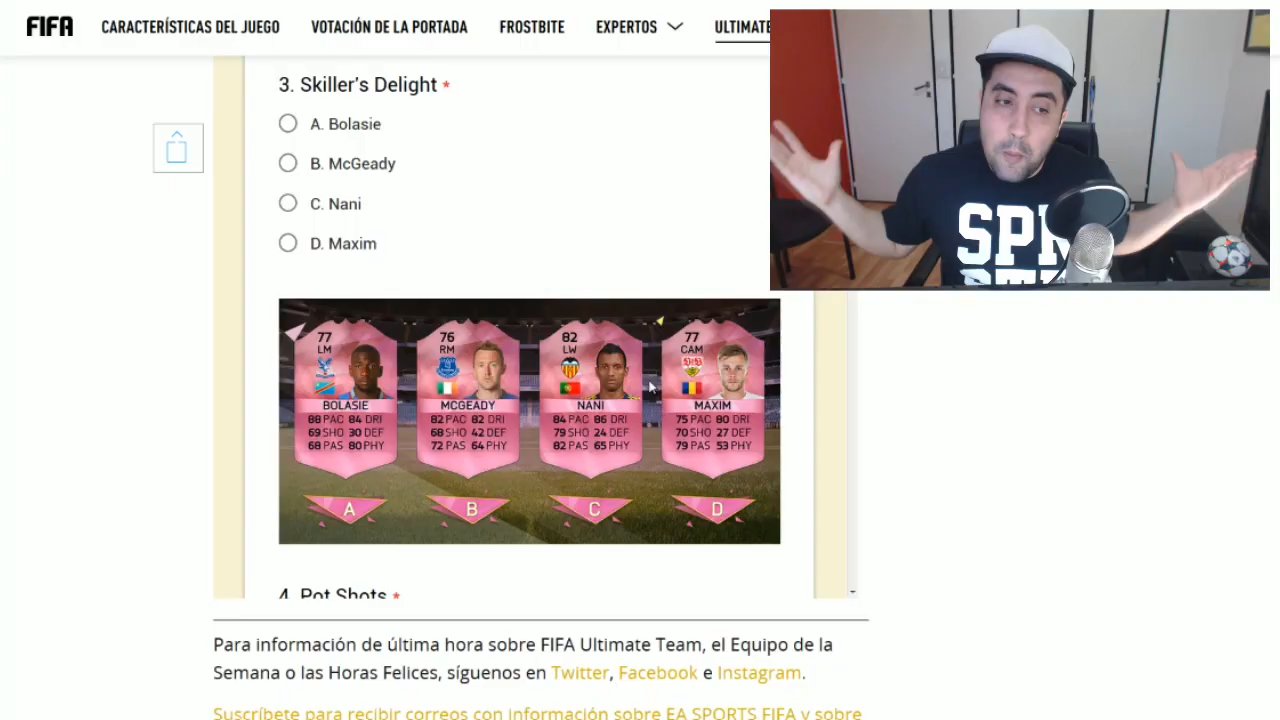 FIFA CARACTERÍSTICAS DEL JUEGO VOTACIÓN DE LA PORTADA FROSTBITE EXPERTOS ULTIMATE
3. Skiller's Delight *
A. Bolasie
B. McGeady
C. Nani
D. Maxim
77 LM
BOLASIE
88 PAC 84 DRI
69 SHO 30 DEF
68 PAS 80 PHY
A
76 RM
MCGEADY
82 PAC 82 DRI
68 SHO 42 DEF
72 PAS 64 PHY
B
82 LW
NANI
84 PAC 86 DRI
79 SHO 24 DEF
82 PAS 65 PHY
C
77 CAM
MAXIM
75 PAC 80 DRI
70 SHO 27 DEF
79 PAS 53 PHY
D
4. Pot Shots *
Para información de última hora sobre FIFA Ultimate Team, el Equipo de la
Semana o las Horas Felices, síguenos en Twitter, Facebook e Instagram.
Suscríbete para recibir correos con información sobre EA SPORTS FIFA y sobre